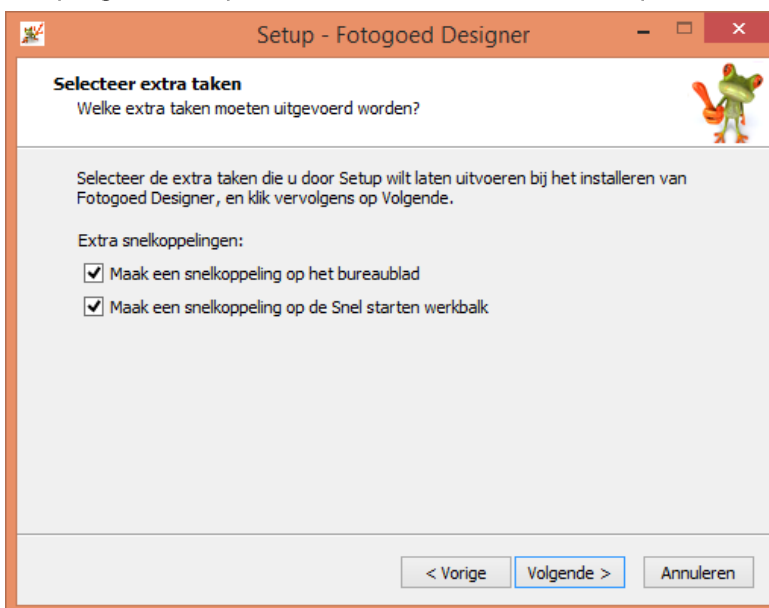 Setup - Fotogoed Designer
Selecteer extra taken
Welke extra taken moeten uitgevoerd worden?
Selecteer de extra taken die u door Setup wilt laten uitvoeren bij het installeren van
Fotogoed Designer, en klik vervolgens op Volgende.
Extra snelkoppelingen:
Maak een snelkoppeling op het bureaublad
Maak een snelkoppeling op de Snel starten werkbalk
< Vorige
Volgende >
Annuleren